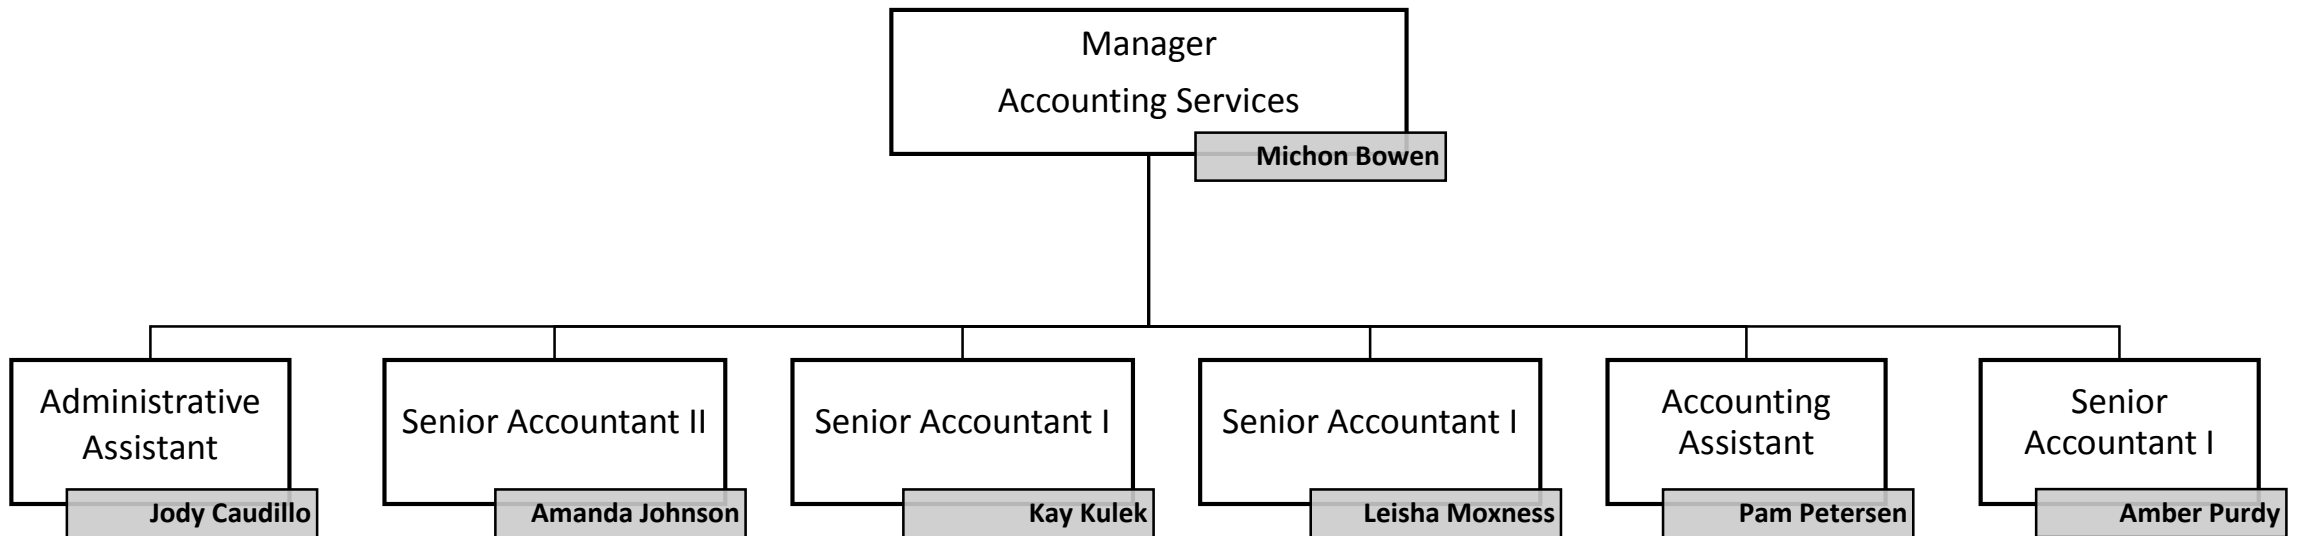 Manager
Accounting Services
Michon Bowen
Administrative
Assistant
Jody Caudillo
Senior Accountant II
Amanda Johnson
Senior Accountant I
Kay Kulek
Senior Accountant I
Leisha Moxness
Accounting
Assistant
Pam Petersen
Senior
Accountant I
Amber Purdy